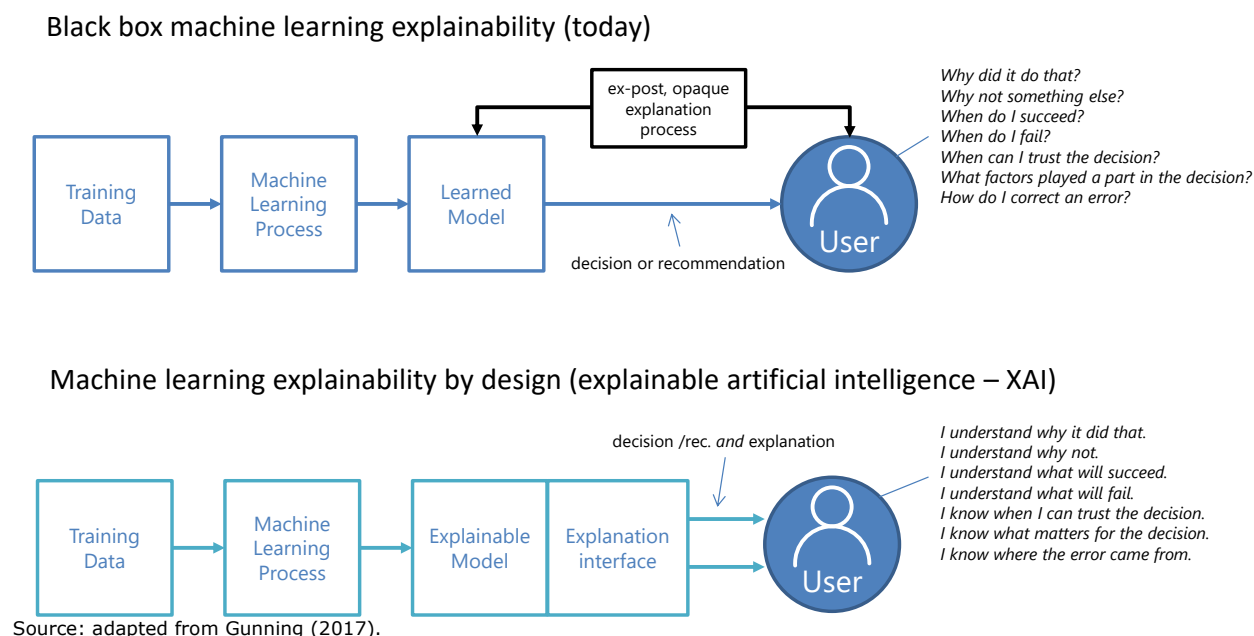 Black box machine learning explainability (today)
ex-post, opaque
explanation
process
Why did it do that?
Why not something else?
When do I succeed?
When do I fail?
When can I trust the decision?
What factors played a part in the decision?
How do I correct an error?
Training
Data
Machine
Learning
Process
Learned
Model
User
decision or recommendation
Machine learning explainability by design (explainable artificial intelligence – XAI)
decision /rec. and explanation
I understand why it did that.
I understand why not.
I understand what will succeed.
I understand what will fail.
I know when I can trust the decision.
I know what matters for the decision.
I know where the error came from.
Training
Data
Machine
Learning
Process
Explainable
Model
Explanation
interface
User
Source: adapted from Gunning (2017).